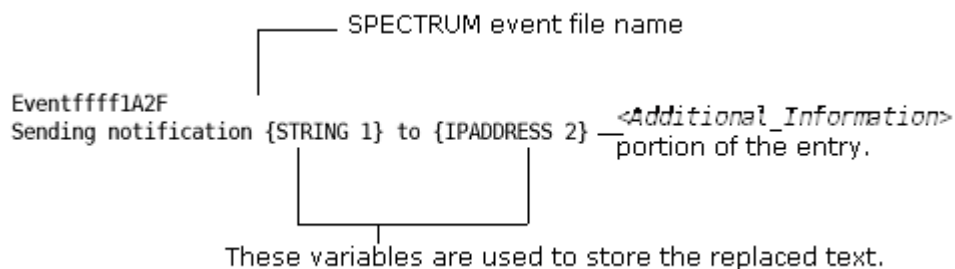 SPECTRUM event file name
Eventffff1A2F
Sending notification {STRING 1} to {IPADDRESS 2}
<Additional_Information>
portion of the entry.
These variables are used to store the replaced text.